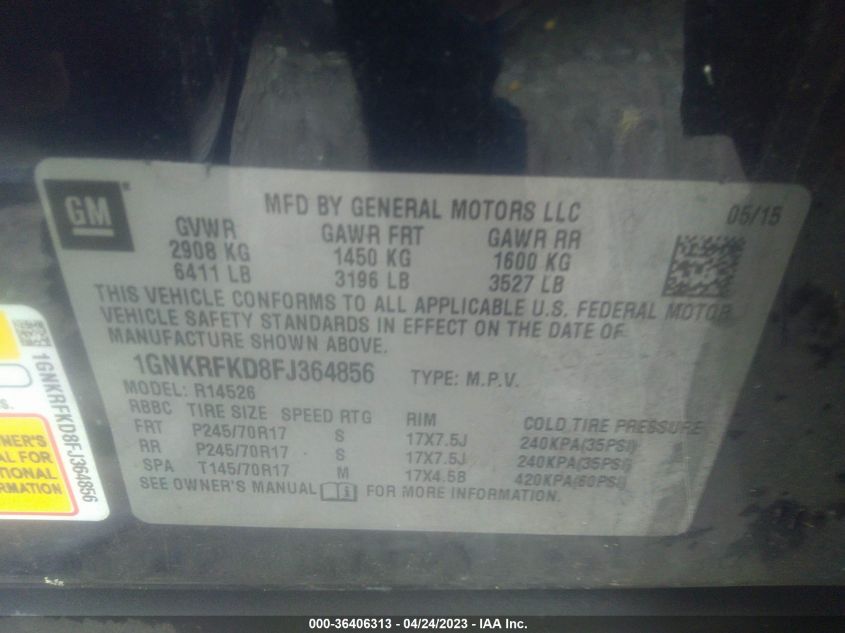 GM
MFD BY GENERAL MOTORS LLC
05/15
GVWR GAWR FRT GAWR RR
2908 KG 1450 KG 1600 KG
6411 LB 3196 LB 3527 LB
THIS VEHICLE CONFORMS TO ALL APPLICABLE U.S. FEDERAL MOTOR
VEHICLE SAFETY STANDARDS IN EFFECT ON THE DATE OF
MANUFACTURE SHOWN ABOVE.
1GNKRFKD8FJ364856 TYPE: M.P.V.
MODEL: R14526
RBBC TIRE SIZE SPEED RTG RIM COLD TIRE PRESSURE
FRT P245/70R17 S 17X7.5J 240KPA(35PSI)
RR P245/70R17 S 17X7.5J 240KPA(35PSI)
SPA T145/70R17 M 17X4.5B 420KPA(60PSI)
SEE OWNER'S MANUAL FOR MORE INFORMATION.
1GNKRFKD8FJ364856
OWNER'S
FOR
000-36406313 - 04/24/2023 - IAA Inc.